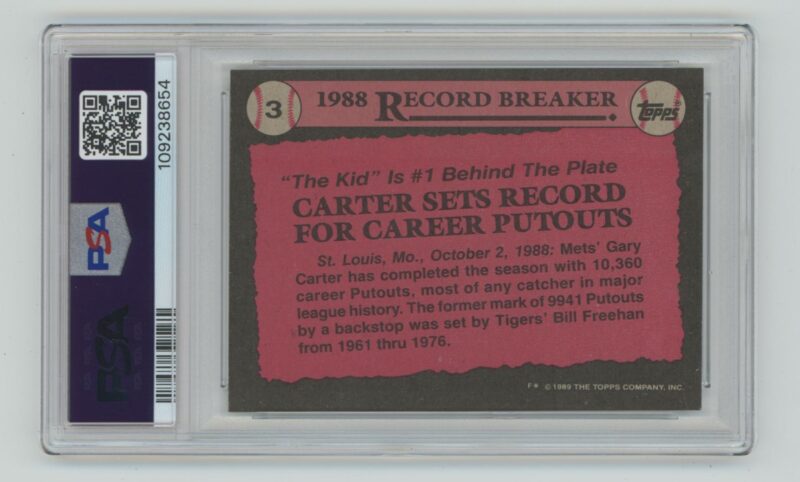 109238654
PSA
PSA
3
1988 RECORD BREAKER
topps®
"The Kid" Is #1 Behind The Plate
CARTER SETS RECORD
FOR CAREER PUTOUTS
St. Louis, Mo., October 2, 1988: Mets' Gary
Carter has completed the season with 10,360
career Putouts, most of any catcher in major
league history. The former mark of 9941 Putouts
by a backstop was set by Tigers' Bill Freehan
from 1961 thru 1976.
F* © 1989 THE TOPPS COMPANY, INC.